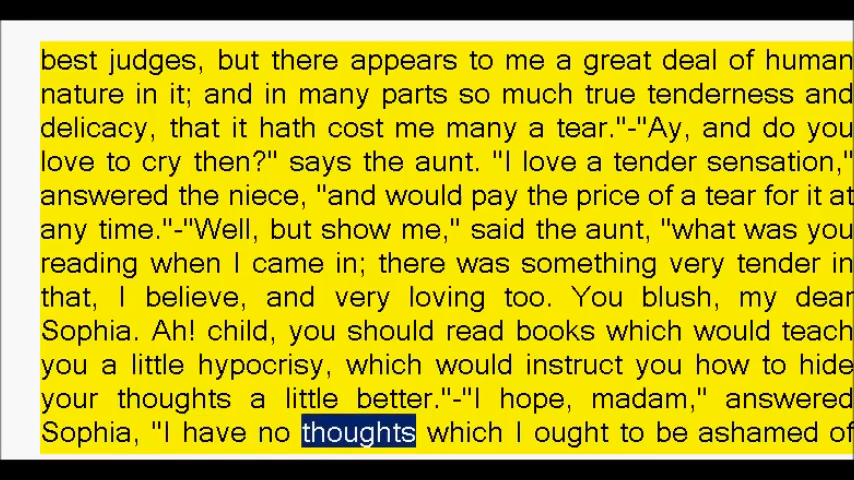 best judges, but there appears to me a great deal of human
nature in it; and in many parts so much true tenderness and
delicacy, that it hath cost me many a tear."-"Ay, and do you
love to cry then?" says the aunt. "I love a tender sensation,"
answered the niece, "and would pay the price of a tear for it at
any time."-"Well, but show me," said the aunt, "what was you
reading when I came in; there was something very tender in
that, I believe, and very loving too. You blush, my dear
Sophia. Ah! child, you should read books which would teach
you a little hypocrisy, which would instruct you how to hide
your thoughts a little better."-"I hope, madam," answered
Sophia, "I have no thoughts which I ought to be ashamed of